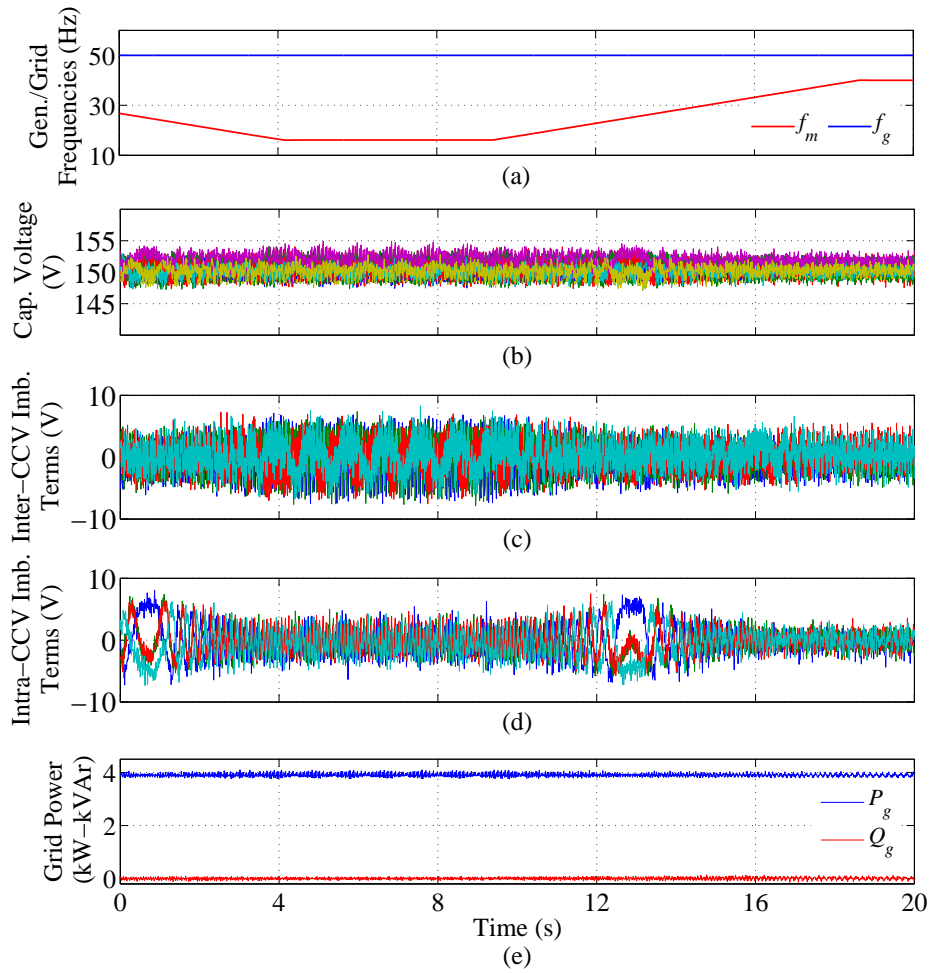 Gen./Grid
Frequencies (Hz)
50
30
10
f_m f_g
(a)
Cap. Voltage
(V)
155
150
145
(b)
Inter−CCV Imb.
Terms (V)
10
0
−10
(c)
Intra−CCV Imb.
Terms (V)
10
0
−10
(d)
Grid Power
(kW−kVAr)
4
2
0
P_g
Q_g
0 4 8 12 16 20
Time (s)
(e)